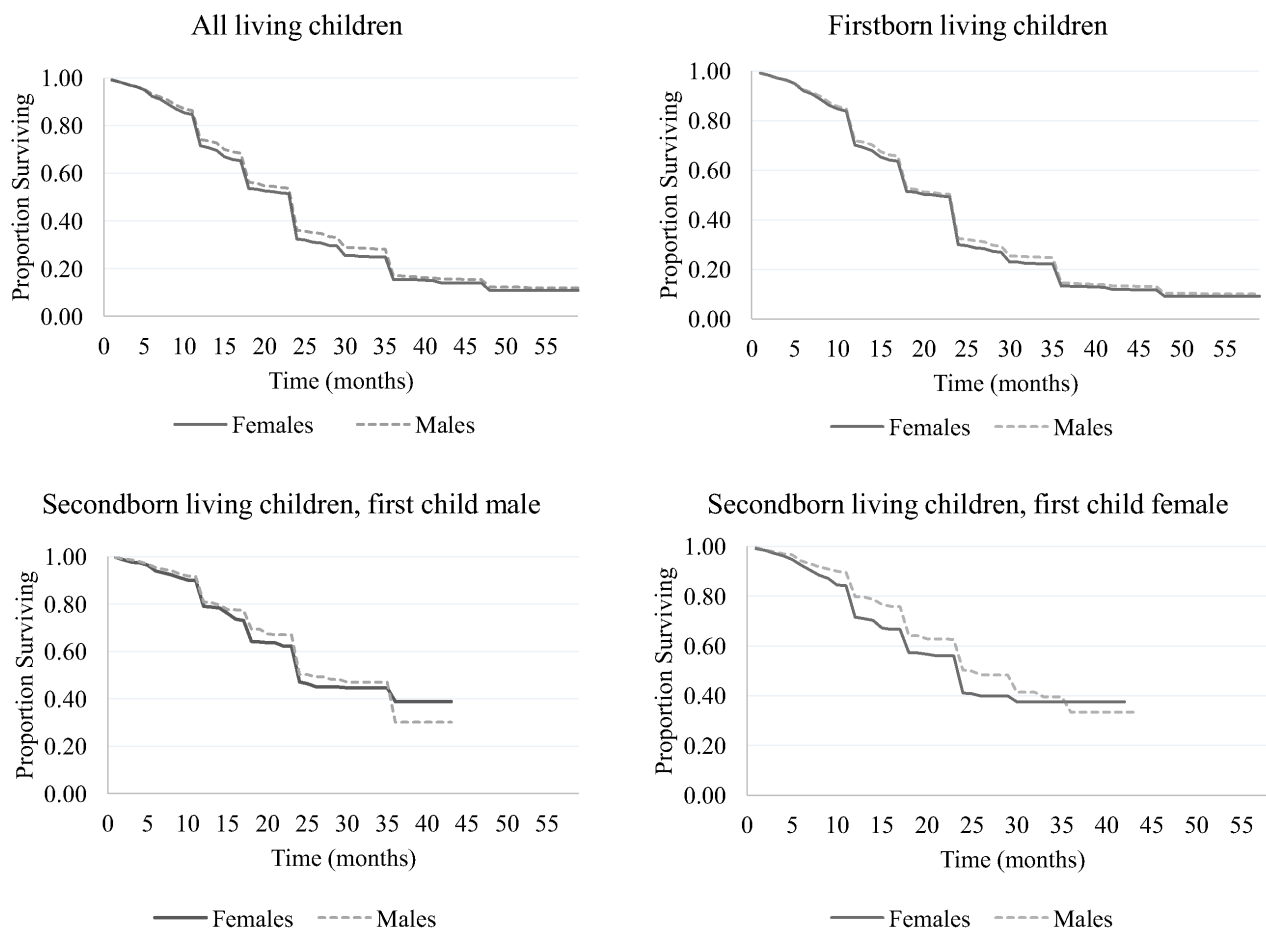 All living children
Proportion Surviving
1.00
0.80
0.60
0.40
0.20
0.00
0 5 10 15 20 25 30 35 40 45 50 55
Time (months)
Females Males
Firstborn living children
Proportion Surviving
1.00
0.80
0.60
0.40
0.20
0.00
0 5 10 15 20 25 30 35 40 45 50 55
Time (months)
Females Males
Secondborn living children, first child male
Proportion Surviving
1.00
0.80
0.60
0.40
0.20
0.00
0 5 10 15 20 25 30 35 40 45 50 55
Time (months)
Females Males
Secondborn living children, first child female
Proportion Surviving
1.00
0.80
0.60
0.40
0.20
0.00
0 5 10 15 20 25 30 35 40 45 50 55
Time (months)
Females Males